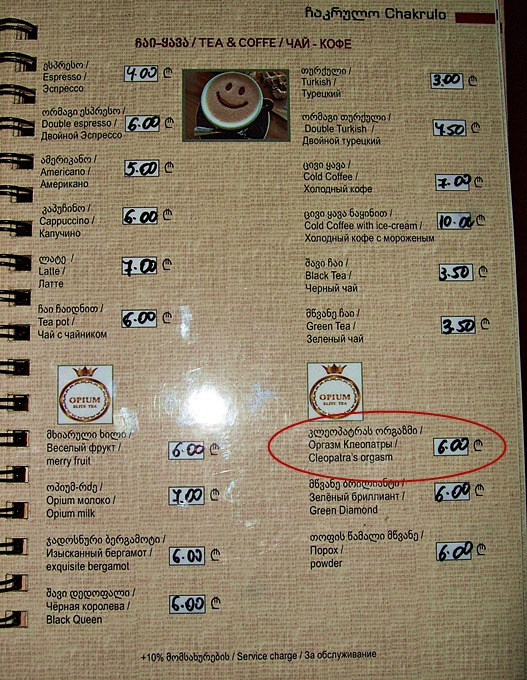 ჩაკრულო Chakrulo
ჩაი-ყავა / TEA & COFFE / ЧАЙ - КОФЕ
ესპრესო /
Espresso /
Эспрессо
4.00 ₾
ორმაგი ესპრესო /
Double espresso /
Двойной Эспрессо
6.00 ₾
ამერიკანო /
Americano /
Американо
5.00 ₾
კაპუჩინო /
Cappuccino /
Капучино
6.00 ₾
ლატე /
Latte /
Латте
7.00 ₾
ჩაი ჩაიდნით /
Tea pot /
Чай с чайником
6.00 ₾
თურქული /
Turkish /
Турецкий
3.00 ₾
ორმაგი თურქული /
Double Turkish /
Двойной турецкий
4.50 ₾
ცივი ყავა /
Cold Coffee /
Холодный кофе
7.00 ₾
ცივი ყავა ნაყინით /
Cold Coffee with ice-cream /
Холодный кофе с мороженым
10.00 ₾
შავი ჩაი /
Black Tea /
Черный чай
3.50 ₾
მწვანე ჩაი /
Green Tea /
Зеленый чай
3.50 ₾
OPIUM
ELITE TEA
მხიარული ხილი /
Веселый фрукт /
merry fruit
6.00 ₾
ოპიუმ-რძე /
Opium молоко /
Opium milk
7.00 ₾
ჯადოსნური ბერგამოტი /
Изысканный бергамот /
exquisite bergamot
6.00 ₾
შავი დედოფალი /
Чёрная королева /
Black Queen
6.00 ₾
OPIUM
ELITE TEA
კლეოპატრას ორგაზმი /
Оргазм Клеопатры /
Cleopatra's orgasm
6.00 ₾
მწვანე ბრილიანტი /
Зелёный бриллиант /
Green Diamond
6.00 ₾
თოფის წამალი მწვანე /
Порох /
powder
6.00 ₾
+10% მომსახურების / Service charge / За обслуживание